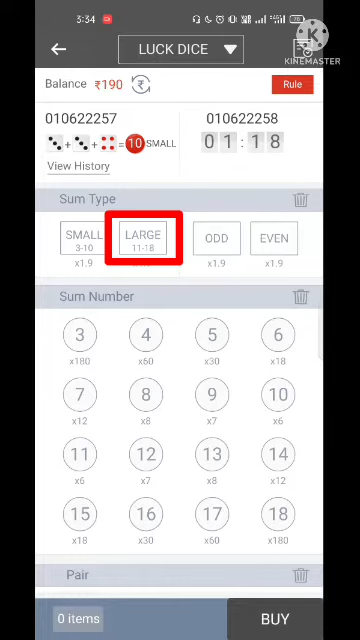 3:34
KINEMASTER
LUCK DICE
Balance ₹190
Rule
010622257
+ + = 10 SMALL
View History
010622258
01:18
Sum Type
SMALL
3-10
x1.9
LARGE
11-18
ODD
x1.9
EVEN
x1.9
Sum Number
3 4 5 6
x180 x60 x30 x18
7 8 9 10
x12 x8 x7 x6
11 12 13 14
x6 x7 x8 x12
15 16 17 18
x18 x30 x60 x180
Pair
0 items
BUY